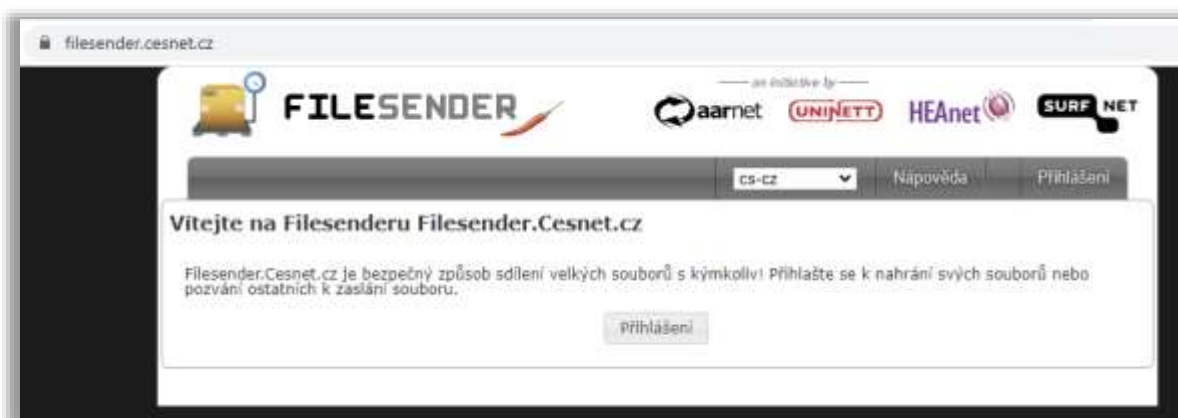 filesender.cesnet.cz
FILESENDER
an initiative by
aarnet UNINETT HEAnet SURF NET
cs-cz Nápověda Přihlášení
Vítejte na Filesenderu Filesender.Cesnet.cz
Filesender.Cesnet.cz je bezpečný způsob sdílení velkých souborů s kýmkoliv! Přihlašte se k nahrání svých souborů nebo
pozvání ostatních k zaslání souboru.
Přihlášení